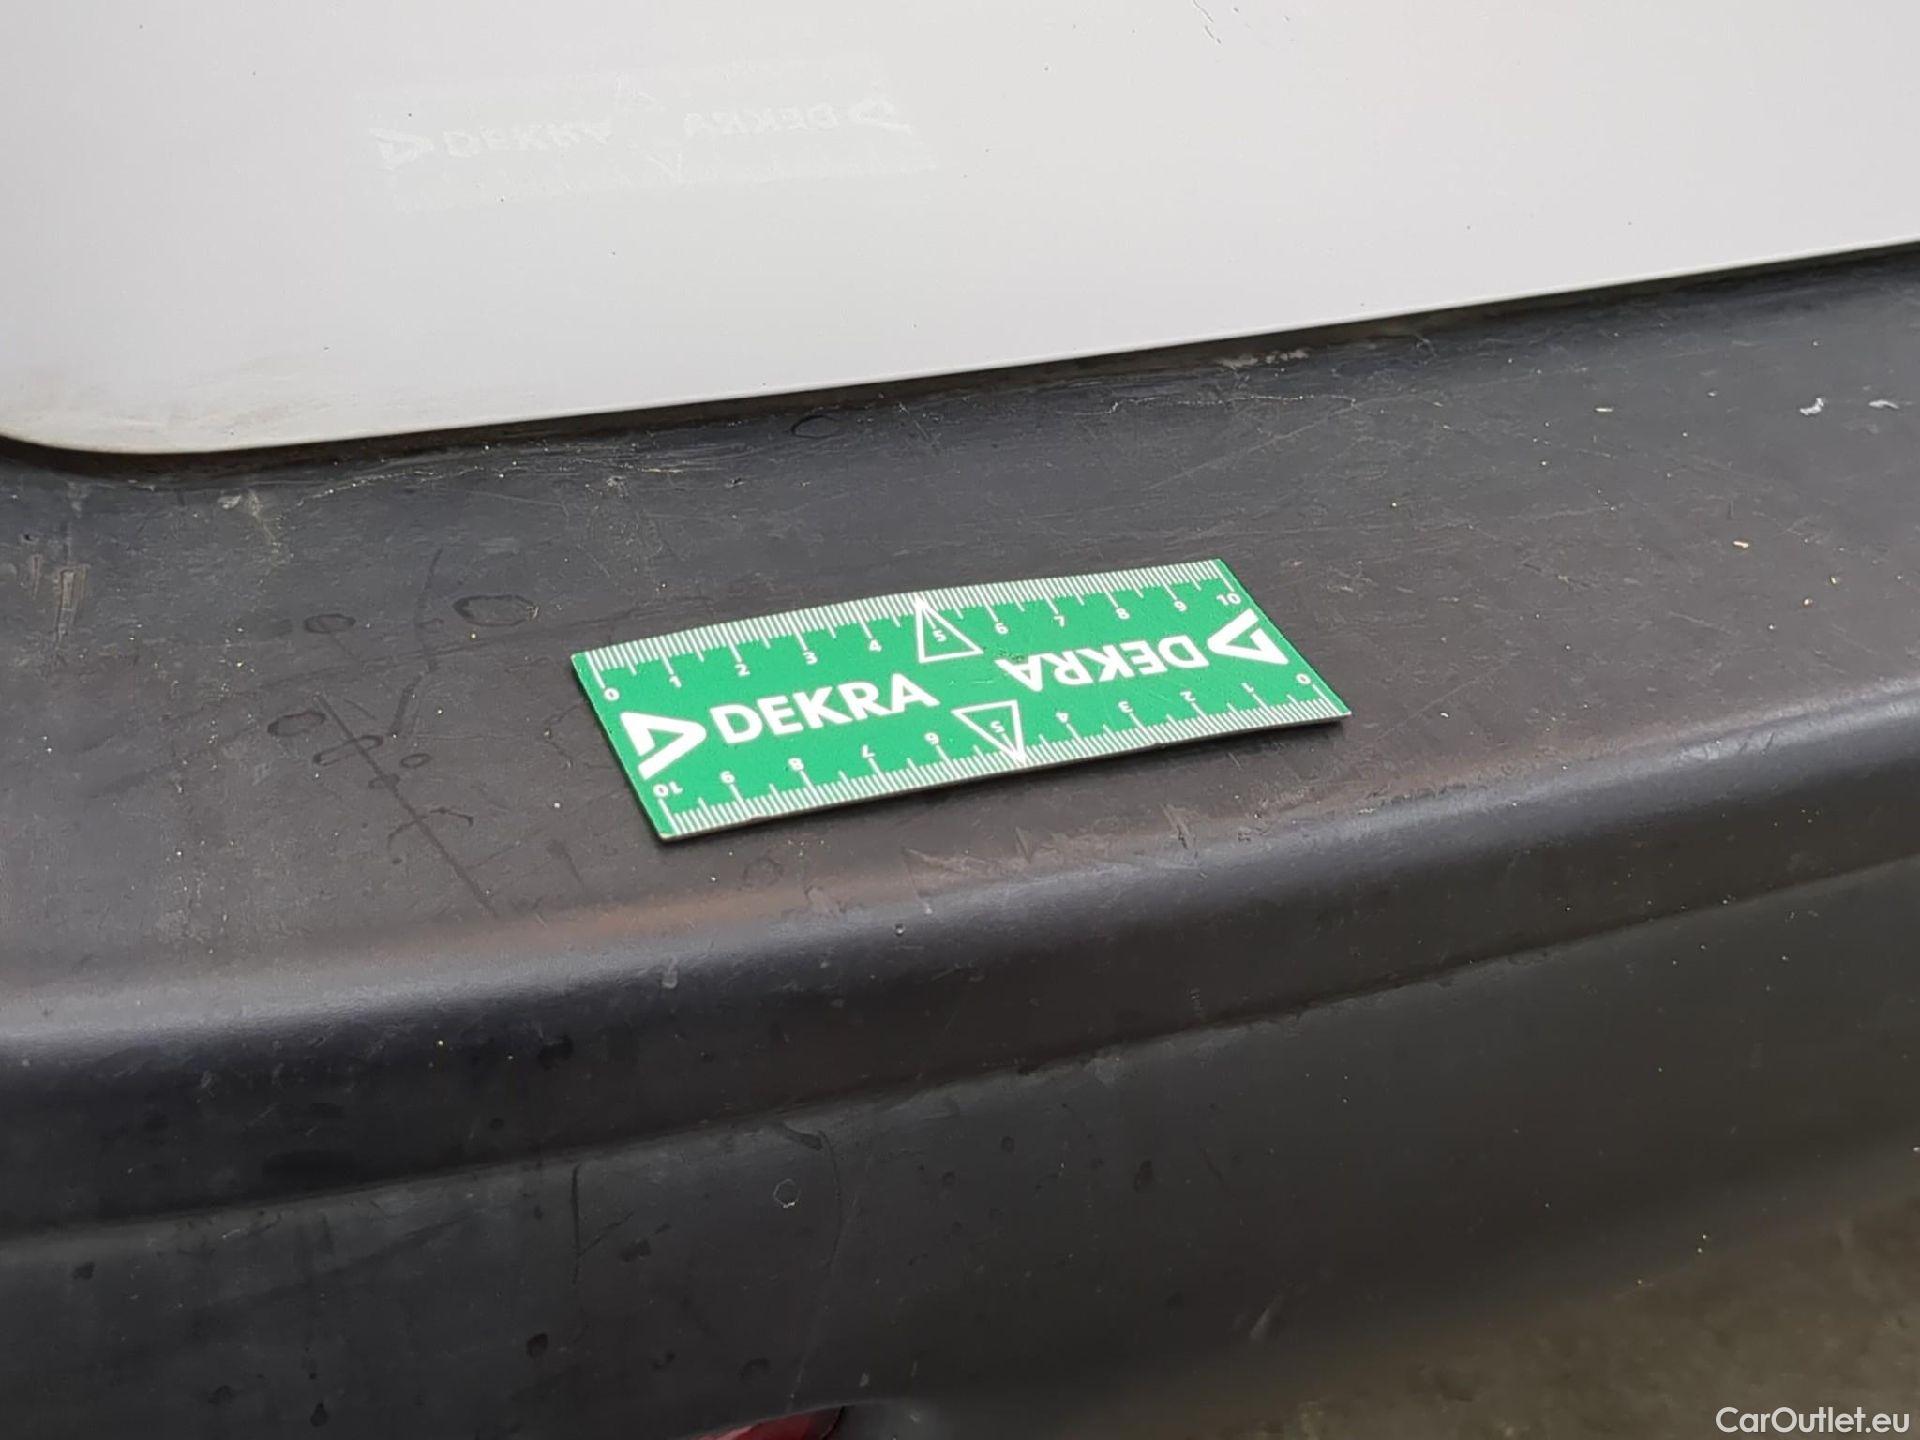 DEKRA DEKRA
0 1 2 3 4 5 6 7 8 9 10
DEKRA
DEKRA
10 9 8 7 6 5 4 3 2 1 0
CarOutlet.eu